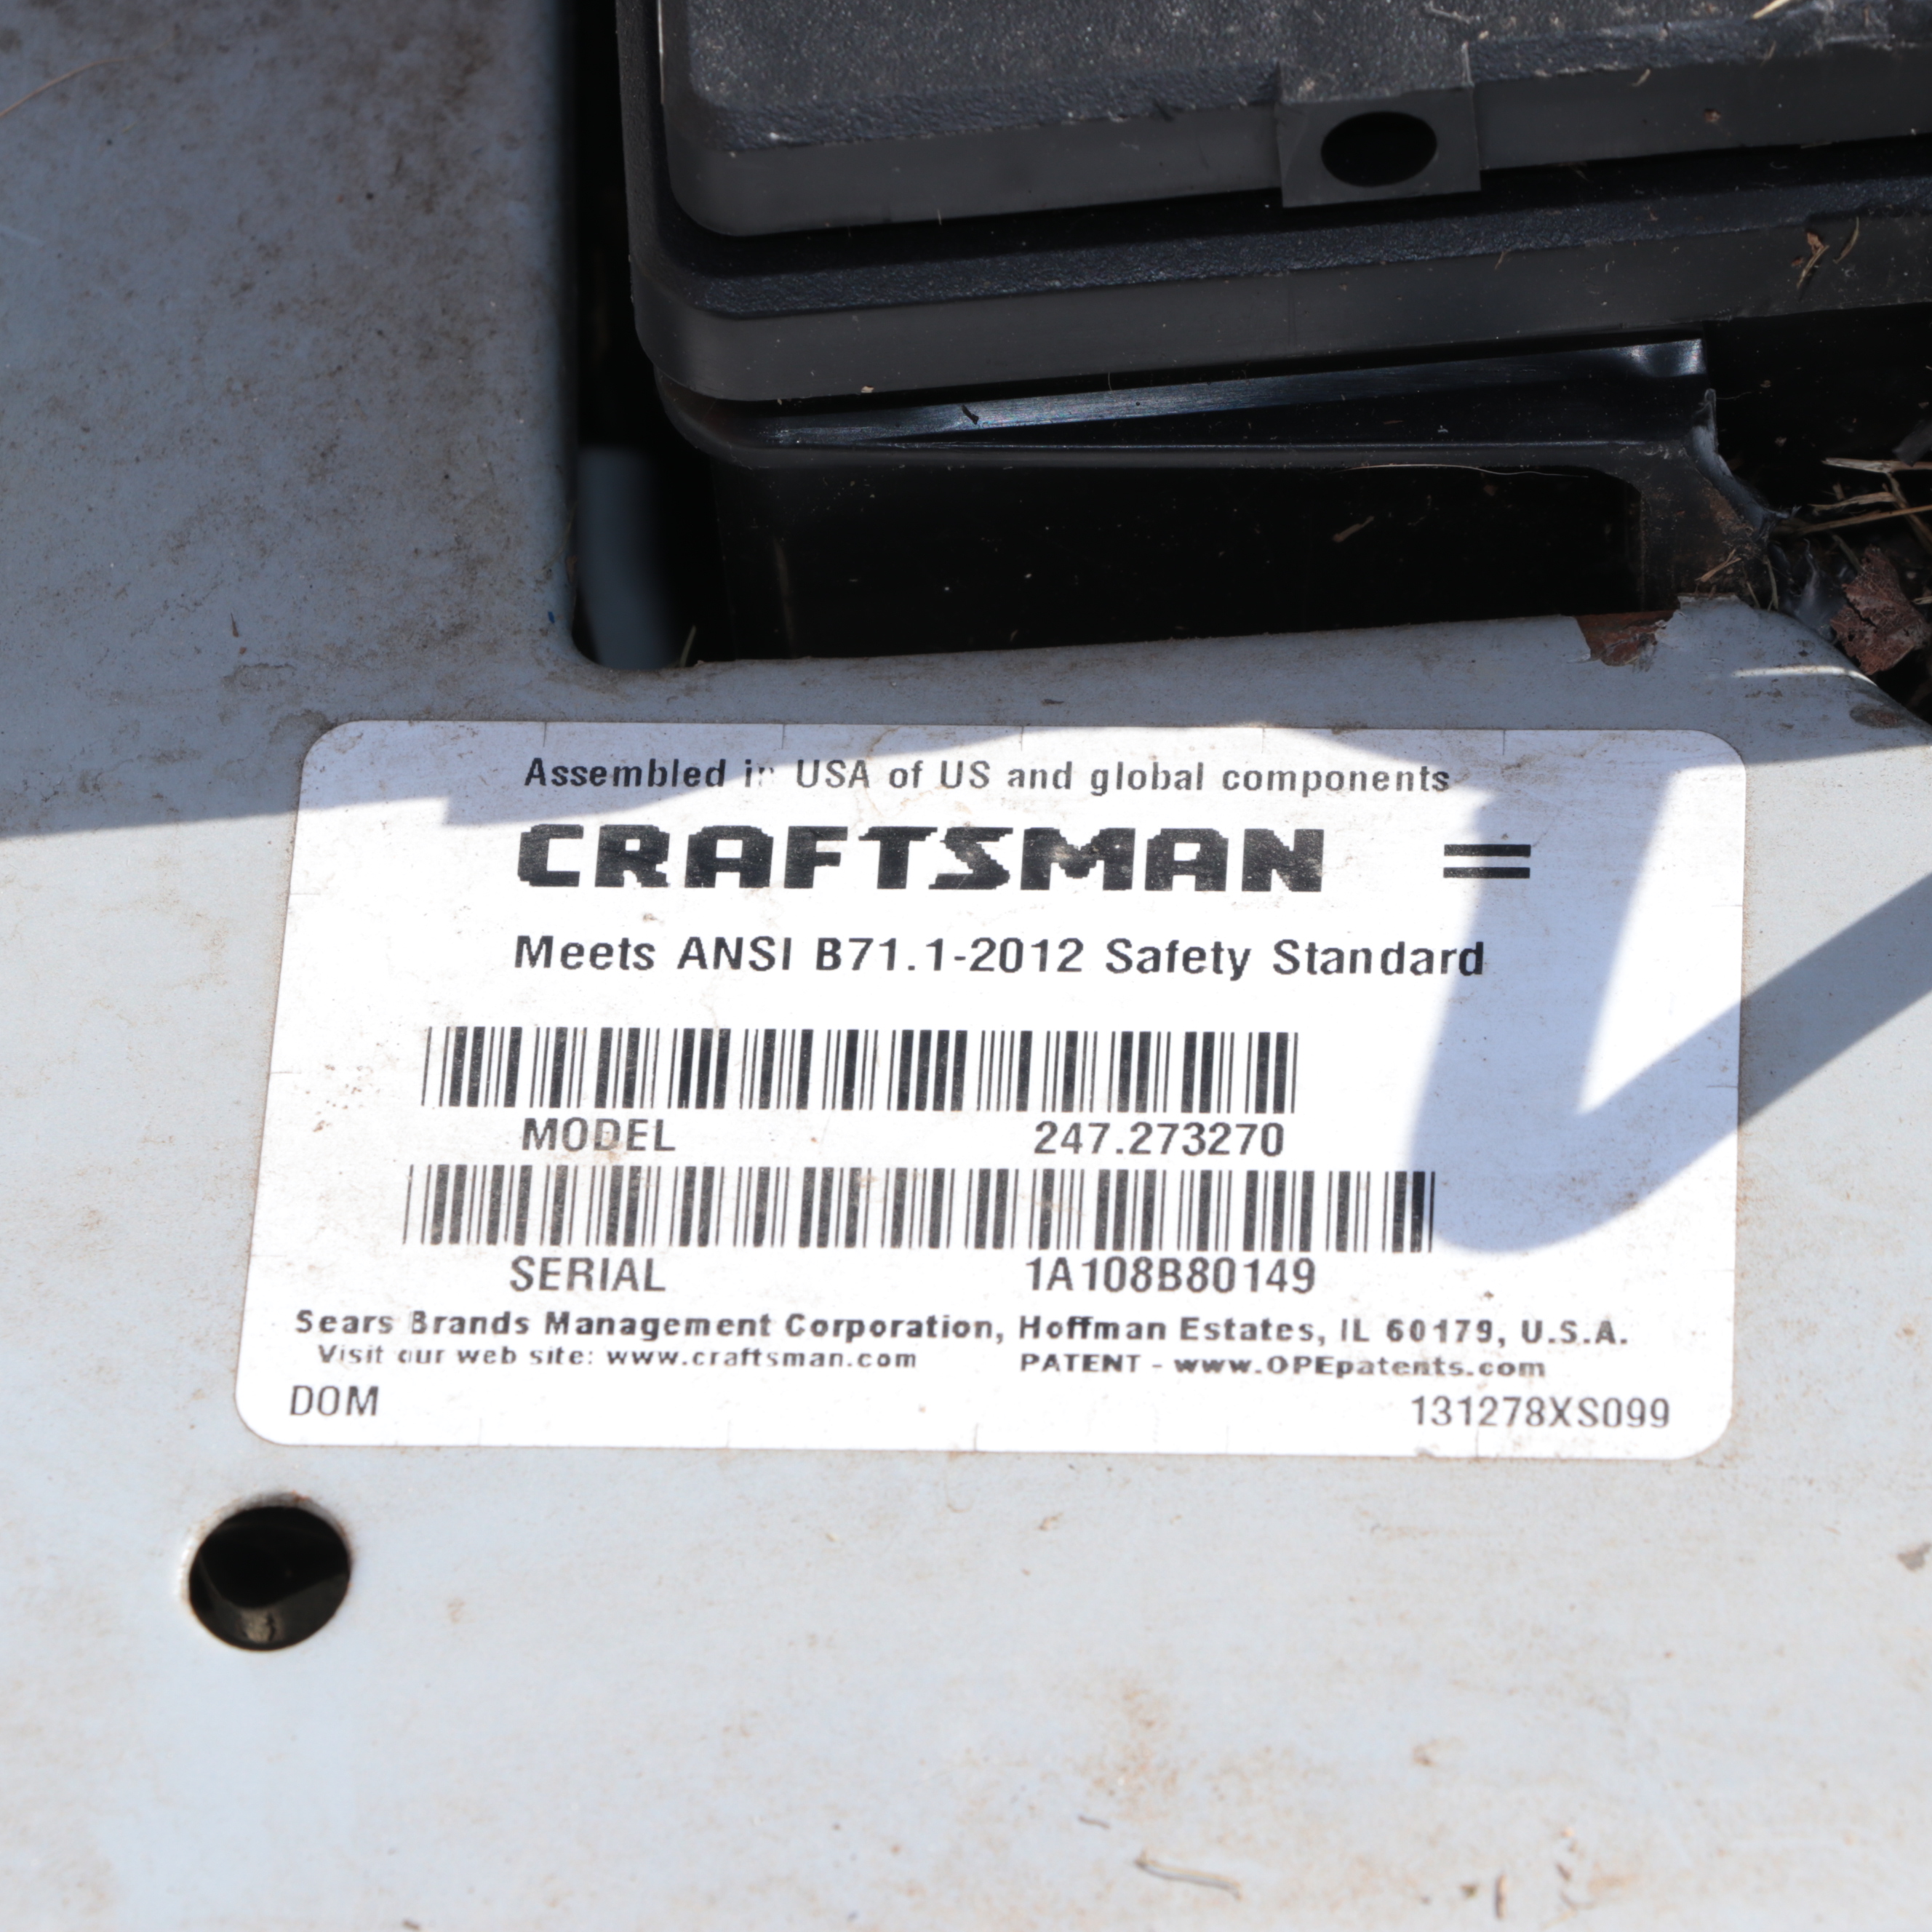 Assembled in USA of US and global components
CRAFTSMAN =
Meets ANSI B71.1-2012 Safety Standard
MODEL 247.273270
SERIAL 1A108B80149
Sears Brands Management Corporation, Hoffman Estates, IL 60179, U.S.A.
Visit our web site: www.craftsman.com PATENT - www.OPEpatents.com
DOM 131278XS099